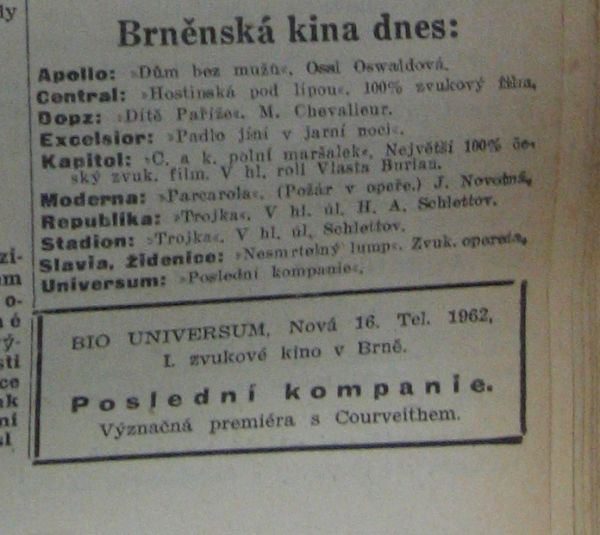 Brněnská kina dnes:
Apollo: »Dům bez mužů«. Ossi Oswaldová.
Central: »Hostinská pod lípou«. 100% zvukový film.
Dopz: »Dítě Paříže«. M. Chevalieur.
Excelsior: »Padlo jíní v jarní noci«.
Kapitol: »C. a k. polní maršálek«, Největší 100% če-
ský zvuk. film. V hl. roli Vlasta Burian.
Moderna: »Parcarola«. (Požár v opeře.) J. Novotná.
Republika: »Trojka«. V hl. úl. H. A. Schlettov.
Stadion: »Trojka«. V hl. úl. Schlettov.
Slavia, židenice: »Nesmrtelný lump«. Zvuk. opereta.
Universum: »Poslední kompanie«.
BIO UNIVERSUM, Nová 16. Tel. 1962,
I. zvukové kino v Brně.
Poslední kompanie.
Význačná premiéra s Courveithem.